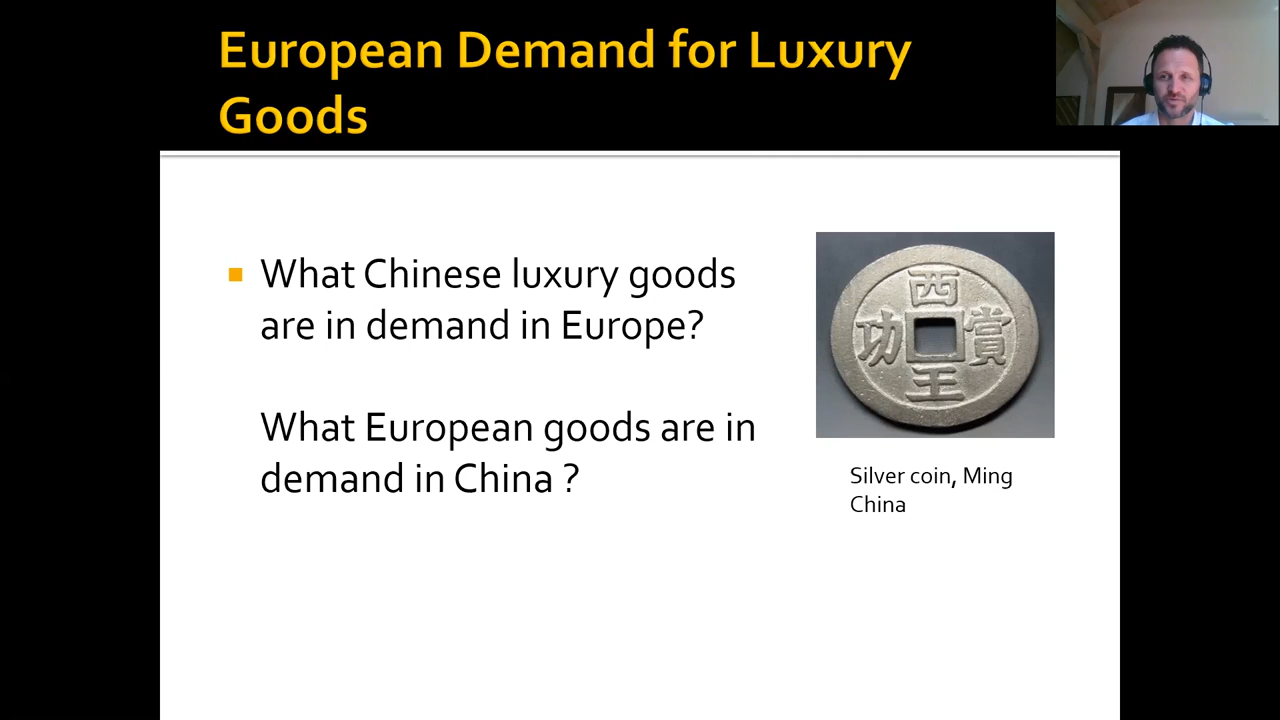 European Demand for Luxury
Goods
What Chinese luxury goods
are in demand in Europe?
What European goods are in
demand in China ?
西
功 賞
王
Silver coin, Ming
China